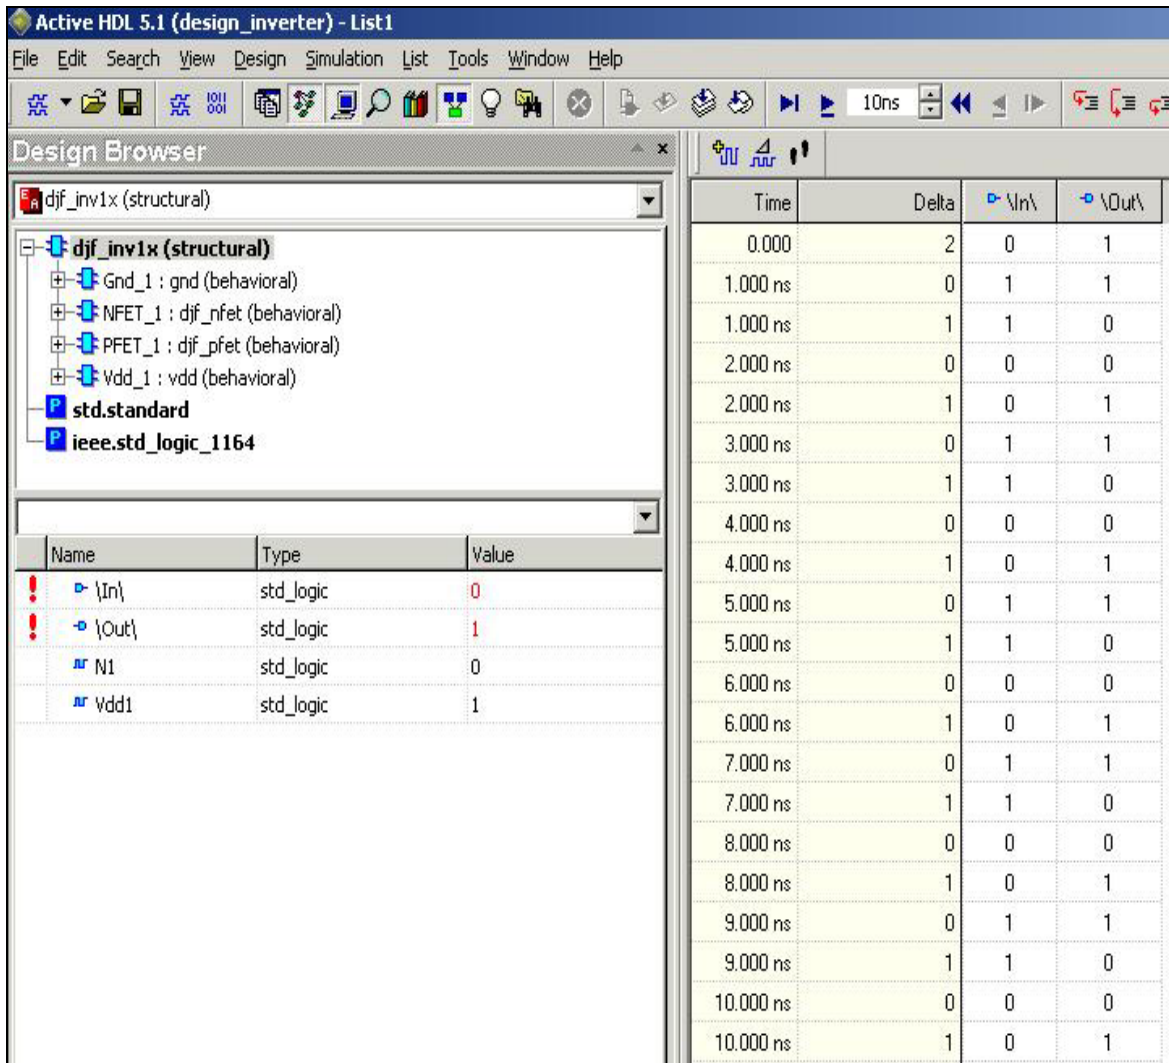 Active HDL 5.1 (design_inverter) - List1
File Edit Search View Design Simulation List Tools Window Help
10ns
Design Browser
djf_inv1x (structural)
djf_inv1x (structural)
Gnd_1 : gnd (behavioral)
NFET_1 : djf_nfet (behavioral)
PFET_1 : djf_pfet (behavioral)
Vdd_1 : vdd (behavioral)
std.standard
ieee.std_logic_1164
Name Type Value
\In\ std_logic 0
\Out\ std_logic 1
N1 std_logic 0
Vdd1 std_logic 1
Time Delta \In\ \Out\
0.000 2 0 1
1.000 ns 0 1 1
1.000 ns 1 1 0
2.000 ns 0 0 0
2.000 ns 1 0 1
3.000 ns 0 1 1
3.000 ns 1 1 0
4.000 ns 0 0 0
4.000 ns 1 0 1
5.000 ns 0 1 1
5.000 ns 1 1 0
6.000 ns 0 0 0
6.000 ns 1 0 1
7.000 ns 0 1 1
7.000 ns 1 1 0
8.000 ns 0 0 0
8.000 ns 1 0 1
9.000 ns 0 1 1
9.000 ns 1 1 0
10.000 ns 0 0 0
10.000 ns 1 0 1